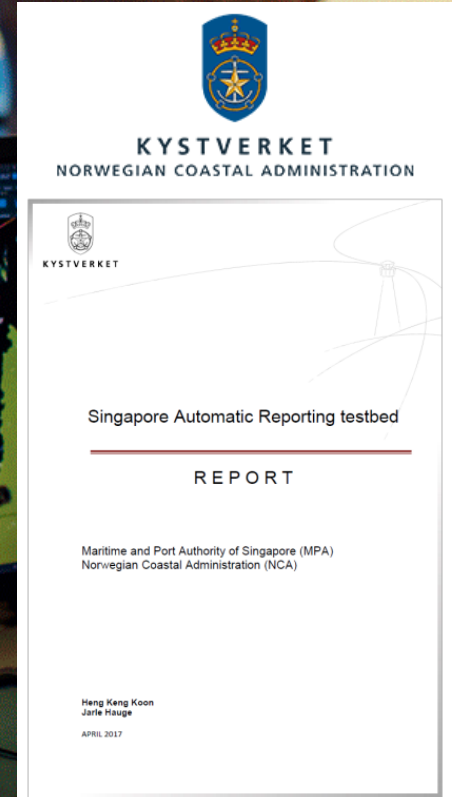 KYSTVERKET
NORWEGIAN COASTAL ADMINISTRATION
KYSTVERKET
Singapore Automatic Reporting testbed
REPORT
Maritime and Port Authority of Singapore (MPA)
Norwegian Coastal Administration (NCA)
Heng Keng Koon
Jarle Hauge
APRIL 2017